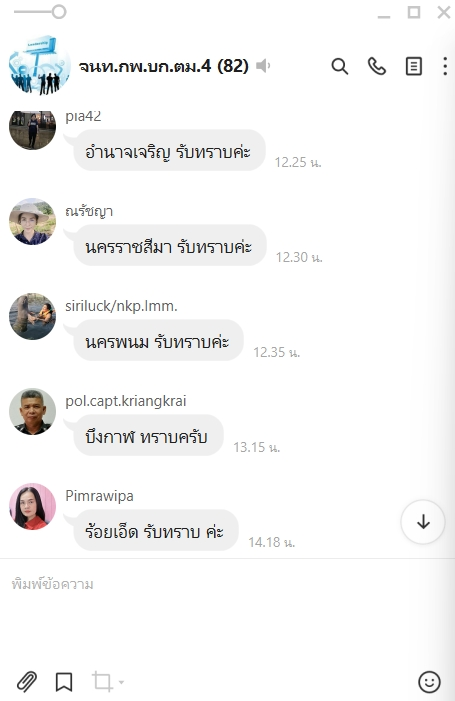 จนท.กพ.บก.ตม.4 (82)
pla42
อำนาจเจริญ รับทราบค่ะ
12.25 น.
ณรัชญา
นครราชสีมา รับทราบค่ะ
12.30 น.
siriluck/nkp.Imm.
นครพนม รับทราบค่ะ
12.35 น.
pol.capt.kriangkrai
บึงกาฬ ทราบครับ
13.15 น.
Pimrawipa
ร้อยเอ็ด รับทราบ ค่ะ
14.18 น.
พิมพ์ข้อความ